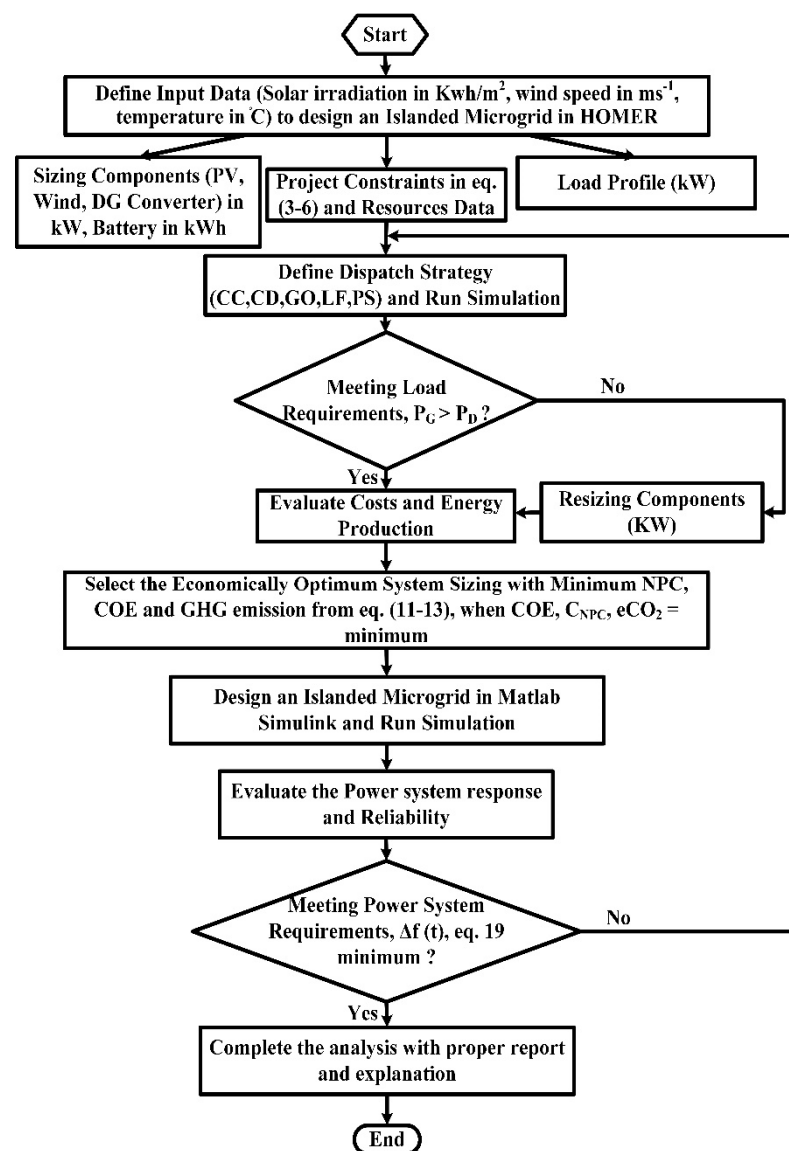 Start
Define Input Data (Solar irradiation in Kwh/m², wind speed in ms⁻¹,
temperature in °C) to design an Islanded Microgrid in HOMER
Sizing Components (PV,
Wind, DG Converter) in
kW, Battery in kWh
Project Constraints in eq.
(3-6) and Resources Data
Load Profile (kW)
Define Dispatch Strategy
(CC,CD,GO,LF,PS) and Run Simulation
Meeting Load
Requirements, P_G > P_D ?
No
Yes
Evaluate Costs and Energy
Production
Resizing Components
(KW)
Select the Economically Optimum System Sizing with Minimum NPC,
COE and GHG emission from eq. (11-13), when COE, C_NPC, eCO₂ =
minimum
Design an Islanded Microgrid in Matlab
Simulink and Run Simulation
Evaluate the Power system response
and Reliability
Meeting Power System
Requirements, Δf (t), eq. 19
minimum ?
No
Yes
Complete the analysis with proper report
and explanation
End